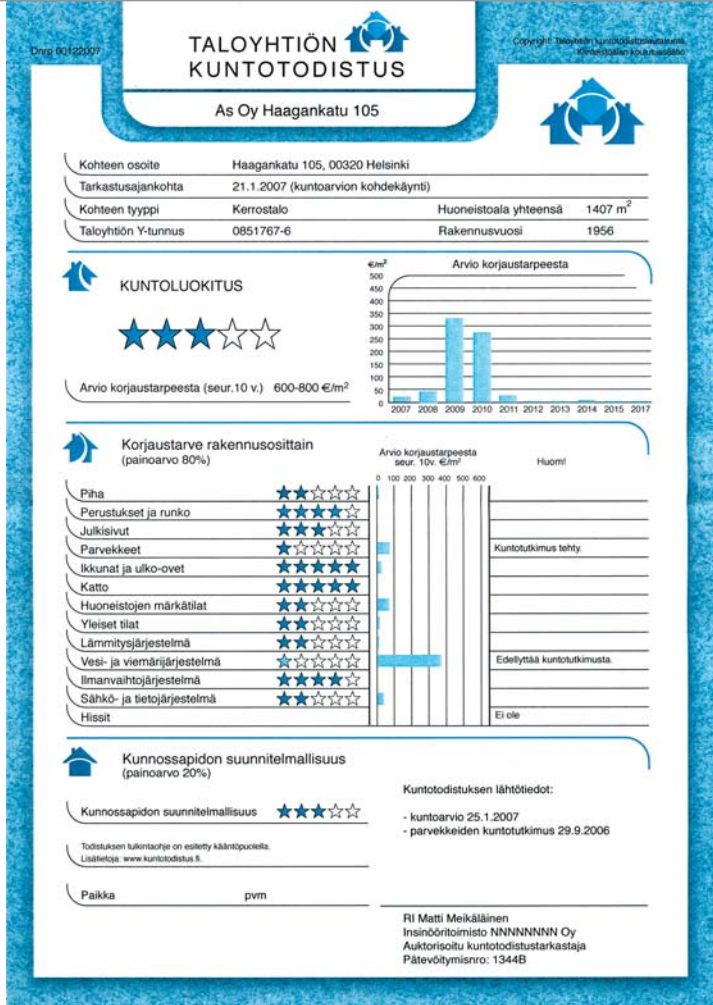 Dnro 00122007
TALOYHTIÖN
KUNTOTODISTUS
As Oy Haagankatu 105
Copyright: Taloyhtiön kuntotodistuslautakunta
Kiinteistöalan koulutussäätiö
Kohteen osoite Haagankatu 105, 00320 Helsinki
Tarkastusajankohta 21.1.2007 (kuntoarvion kohdekäynti)
Kohteen tyyppi Kerrostalo Huoneistoala yhteensä 1407 m²
Taloyhtiön Y-tunnus 0851767-6 Rakennusvuosi 1956
KUNTOLUOKITUS
Arvio korjaustarpeesta (seur.10 v.) 600-800 €/m²
€/m² Arvio korjaustarpeesta
500
450
400
350
300
250
200
150
100
50
0
2007 2008 2009 2010 2011 2012 2013 2014 2015 2017
Korjaustarve rakennusosittain
(painoarvo 80%)
Arvio korjaustarpeesta
seur. 10v. €/m²
Huom!
0 100 200 300 400 500 600
Piha
Perustukset ja runko
Julkisivut
Parvekkeet Kuntotutkimus tehty.
Ikkunat ja ulko-ovet
Katto
Huoneistojen märkätilat
Yleiset tilat
Lämmitysjärjestelmä
Vesi- ja viemärijärjestelmä Edellyttää kuntotutkimusta.
Ilmanvaihtojärjestelmä
Sähkö- ja tietojärjestelmä
Hissit Ei ole
Kunnossapidon suunnitelmallisuus
(painoarvo 20%)
Kunnossapidon suunnitelmallisuus
Todistuksen tulkintaohje on esitetty kääntöpuolella.
Lisätietoja: www.kuntotodistus.fi.
Paikka pvm
Kuntotodistuksen lähtötiedot:
- kuntoarvio 25.1.2007
- parvekkeiden kuntotutkimus 29.9.2006
RI Matti Meikäläinen
Insinööritoimisto NNNNNNNN Oy
Auktorisoitu kuntotodistustarkastaja
Pätevöitymisnro: 1344B